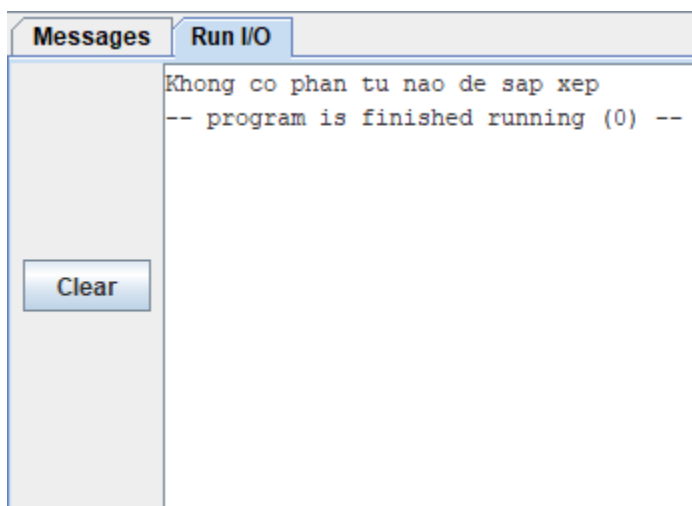 Messages Run I/O
Khong co phan tu nao de sap xep
-- program is finished running (0) --
Clear